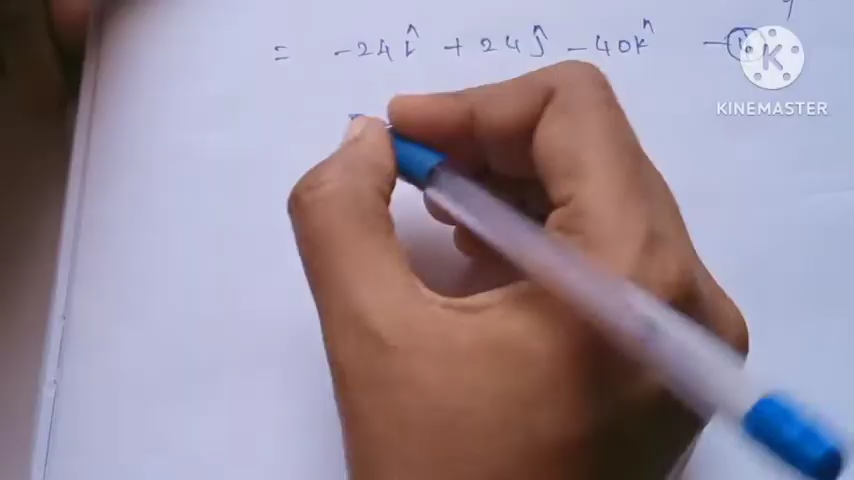 = -24î + 24ĵ - 40k̂
KINEMASTER